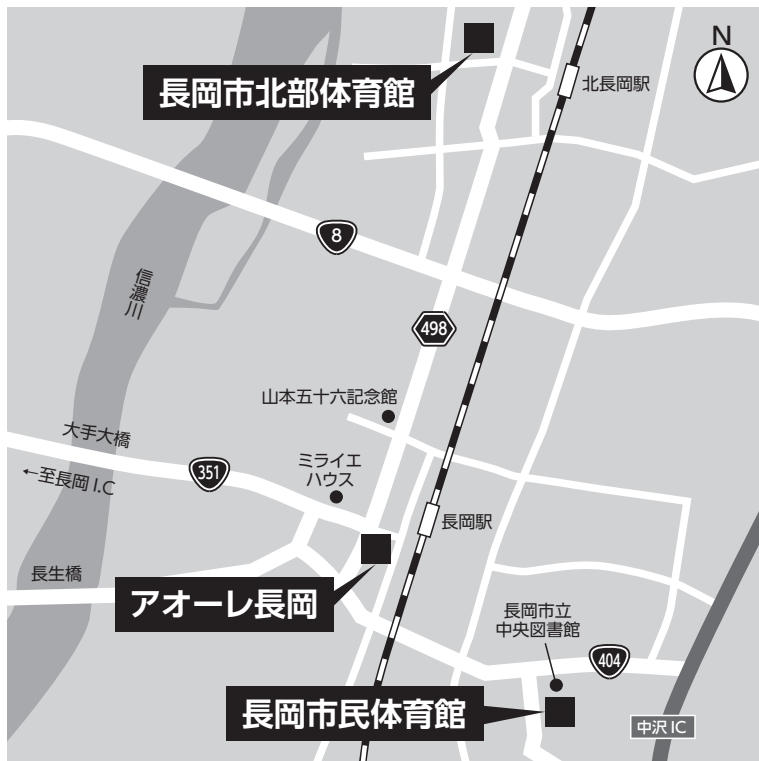 N
長岡市北部体育館
北長岡駅
8
信濃川
498
山本五十六記念館
大手大橋
351
ミライエ
ハウス
←至長岡I.C
長岡駅
長生橋
アオーレ長岡
長岡市立
中央図書館
404
長岡市民体育館
中沢IC